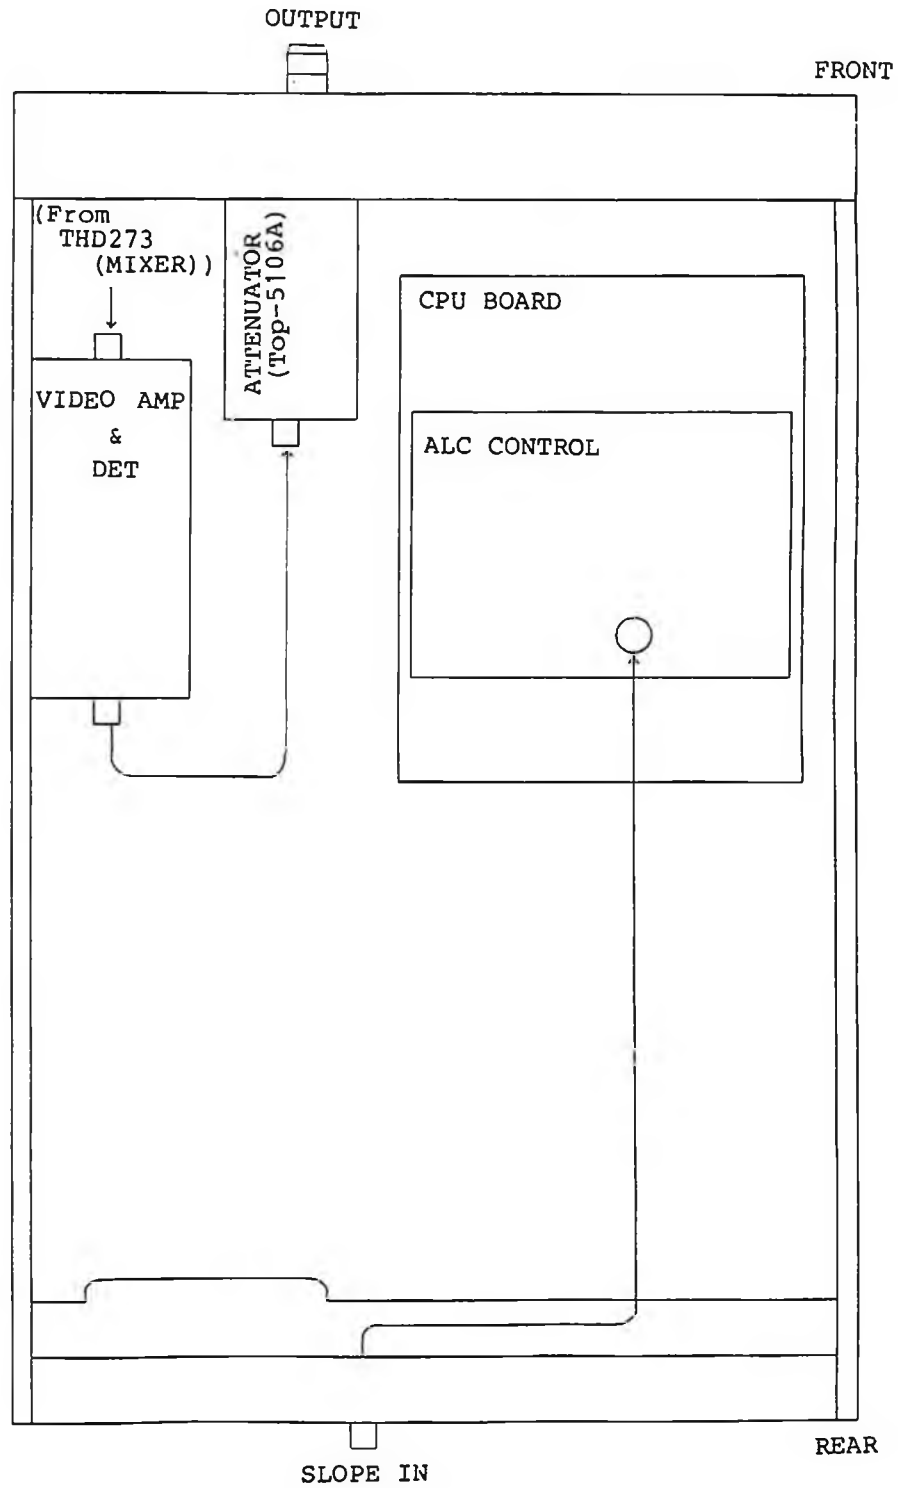 OUTPUT
FRONT
(From
THD273
(MIXER))
ATTENUATOR
(Top-5106A)
CPU BOARD
VIDEO AMP
&
DET
ALC CONTROL
REAR
SLOPE IN